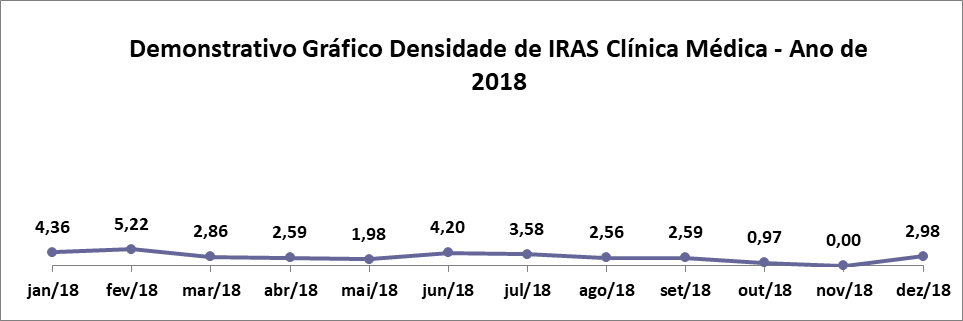 Demonstrativo Gráfico Densidade de IRAS Clínica Médica - Ano de
2018
4,36 5,22 2,86 2,59 1,98 4,20 3,58 2,56 2,59 0,97 0,00 2,98
jan/18 fev/18 mar/18 abr/18 mai/18 jun/18 jul/18 ago/18 set/18 out/18 nov/18 dez/18